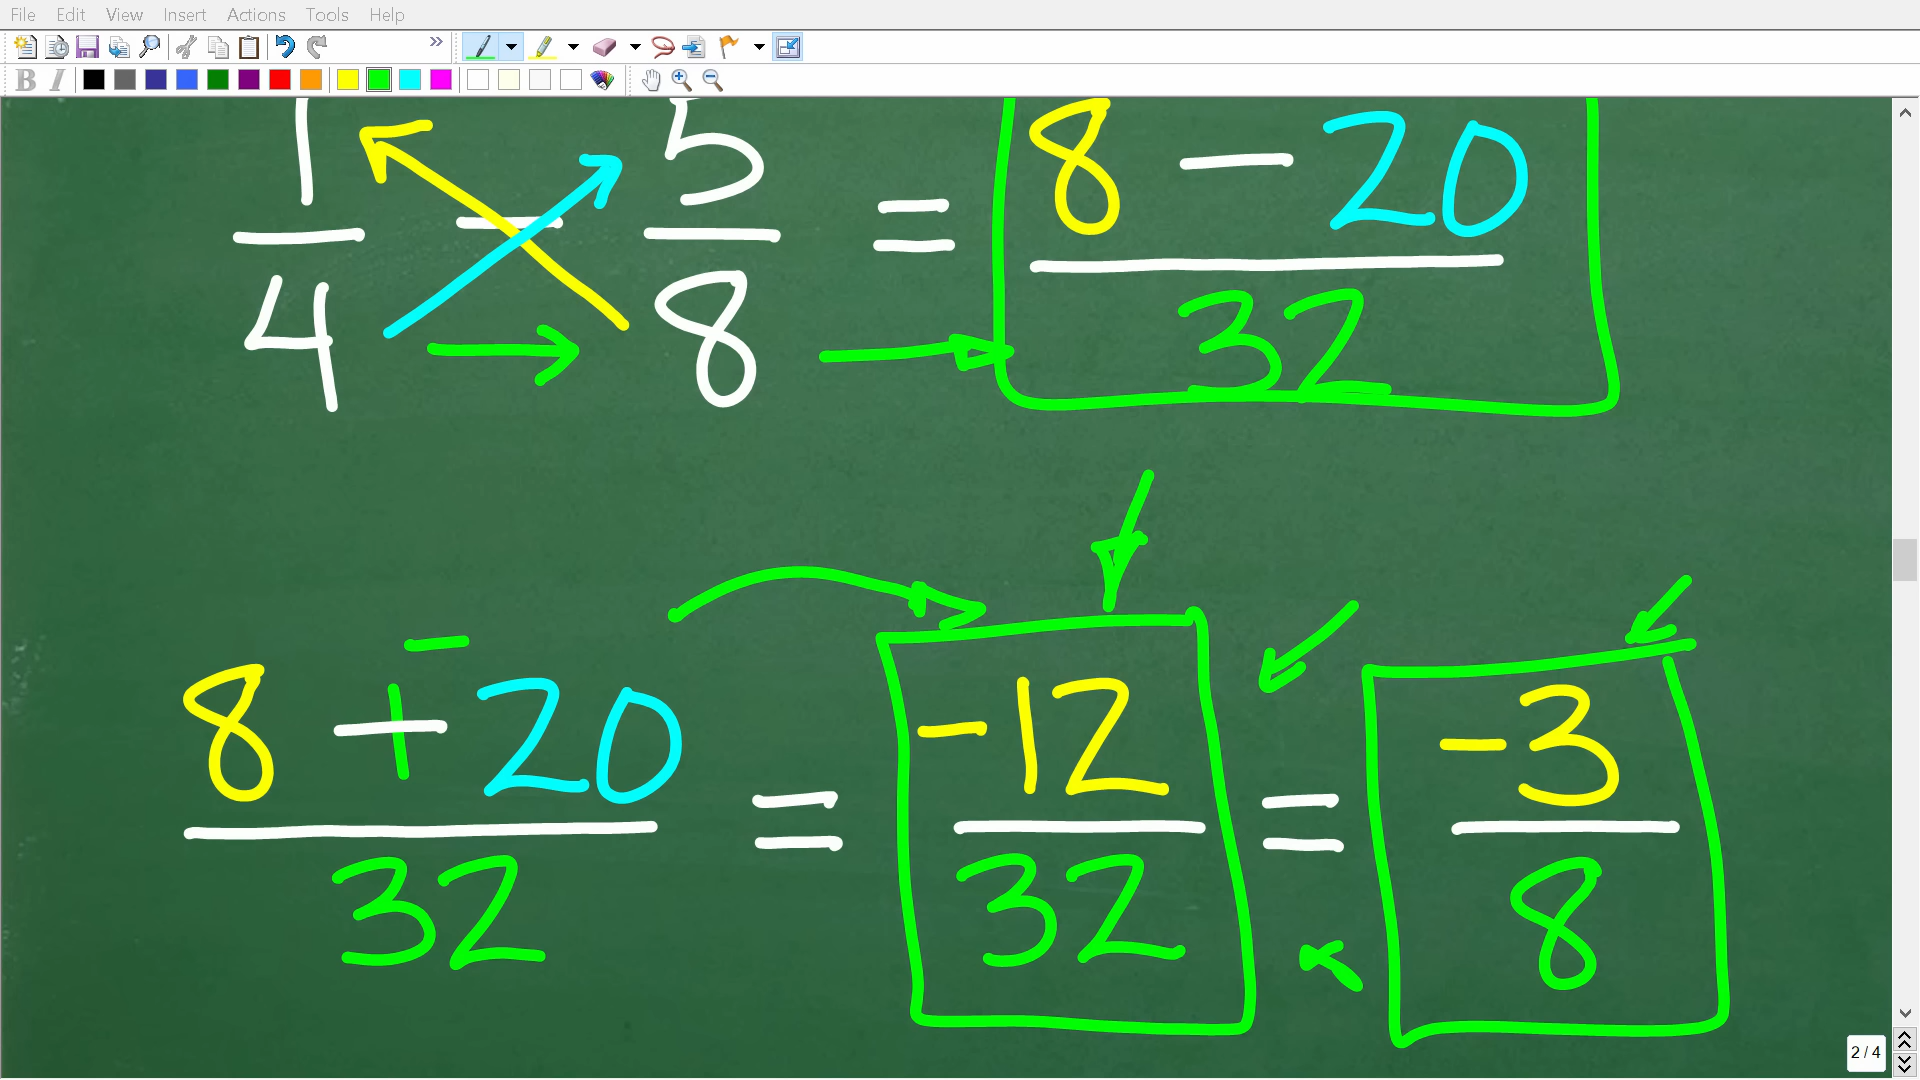 File Edit View Insert Actions Tools Help
B I
1/4 − 5/8 = (8 − 20)/32
(8 + −20)/32 = −12/32 = −3/8
2 / 4